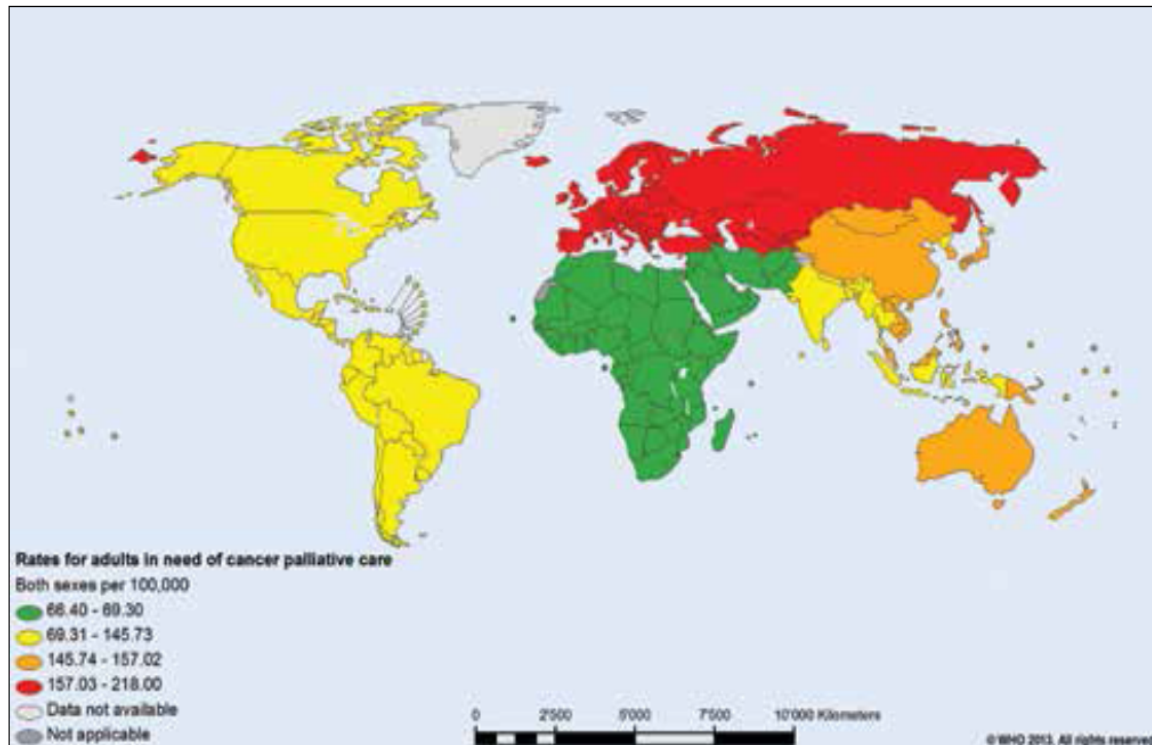 Rates for adults in need of cancer palliative care
Both sexes per 100,000
66.40 - 69.30
69.31 - 145.73
145.74 - 157.02
157.03 - 218.00
Data not available
Not applicable
0 2'500 5'000 7'500 10'000 Kilometers
© WHO 2013. All rights reserved